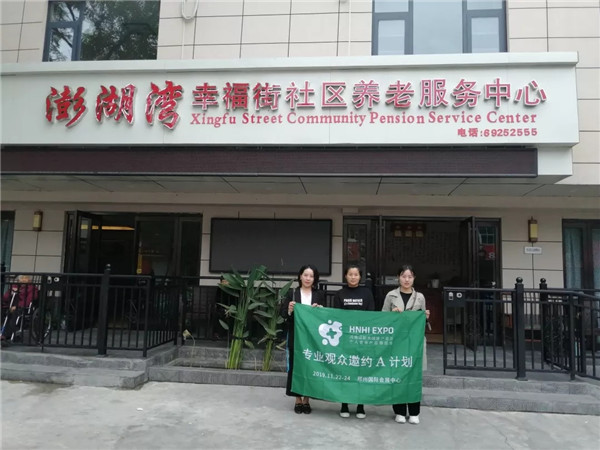 澎湖湾 幸福街社区养老服务中心
Xingfu Street Community Pension Service Center
电话:69252555
HNHI EXPO
专业观众邀约 A 计划